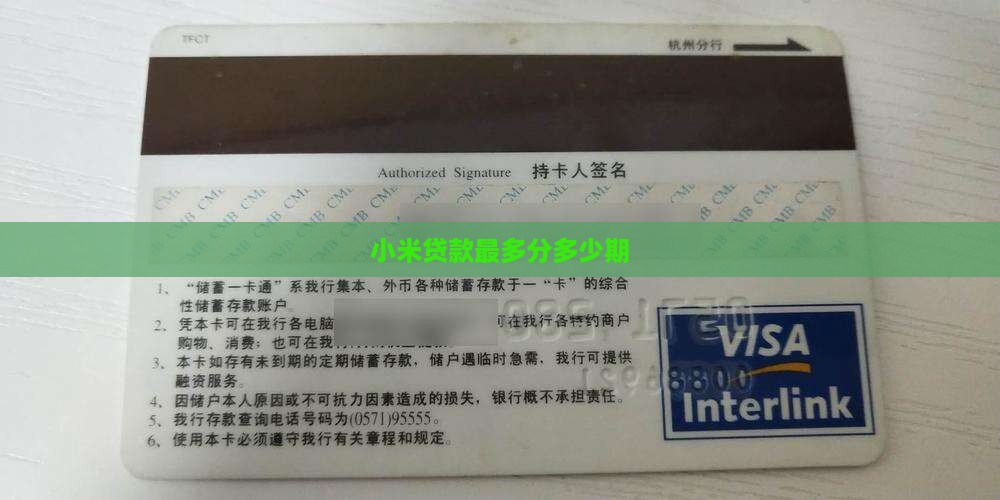 TFCT
杭州分行
Authorized Signature 持卡人签名
CMB CMB CMB CMB CMB CMB
小米贷款最多分多少期
1、“储蓄一卡通”系我行集本、外币各种储蓄存款于一“卡”的综合
性储蓄存款账户
2、凭本卡可在我行各电脑 可在我行各特约商户
购物、消费；也可在我
3、本卡如存有未到期的定期储蓄存款，储户遇临时急需，我行可提供
融资服务。
4、因储户本人原因或不可抗力因素造成的损失，银行概不承担责任。
5、我行存款查询电话号码为(0571)95555。
6、使用本卡必须遵守我行有关章程和规定。
VISA
Interlink